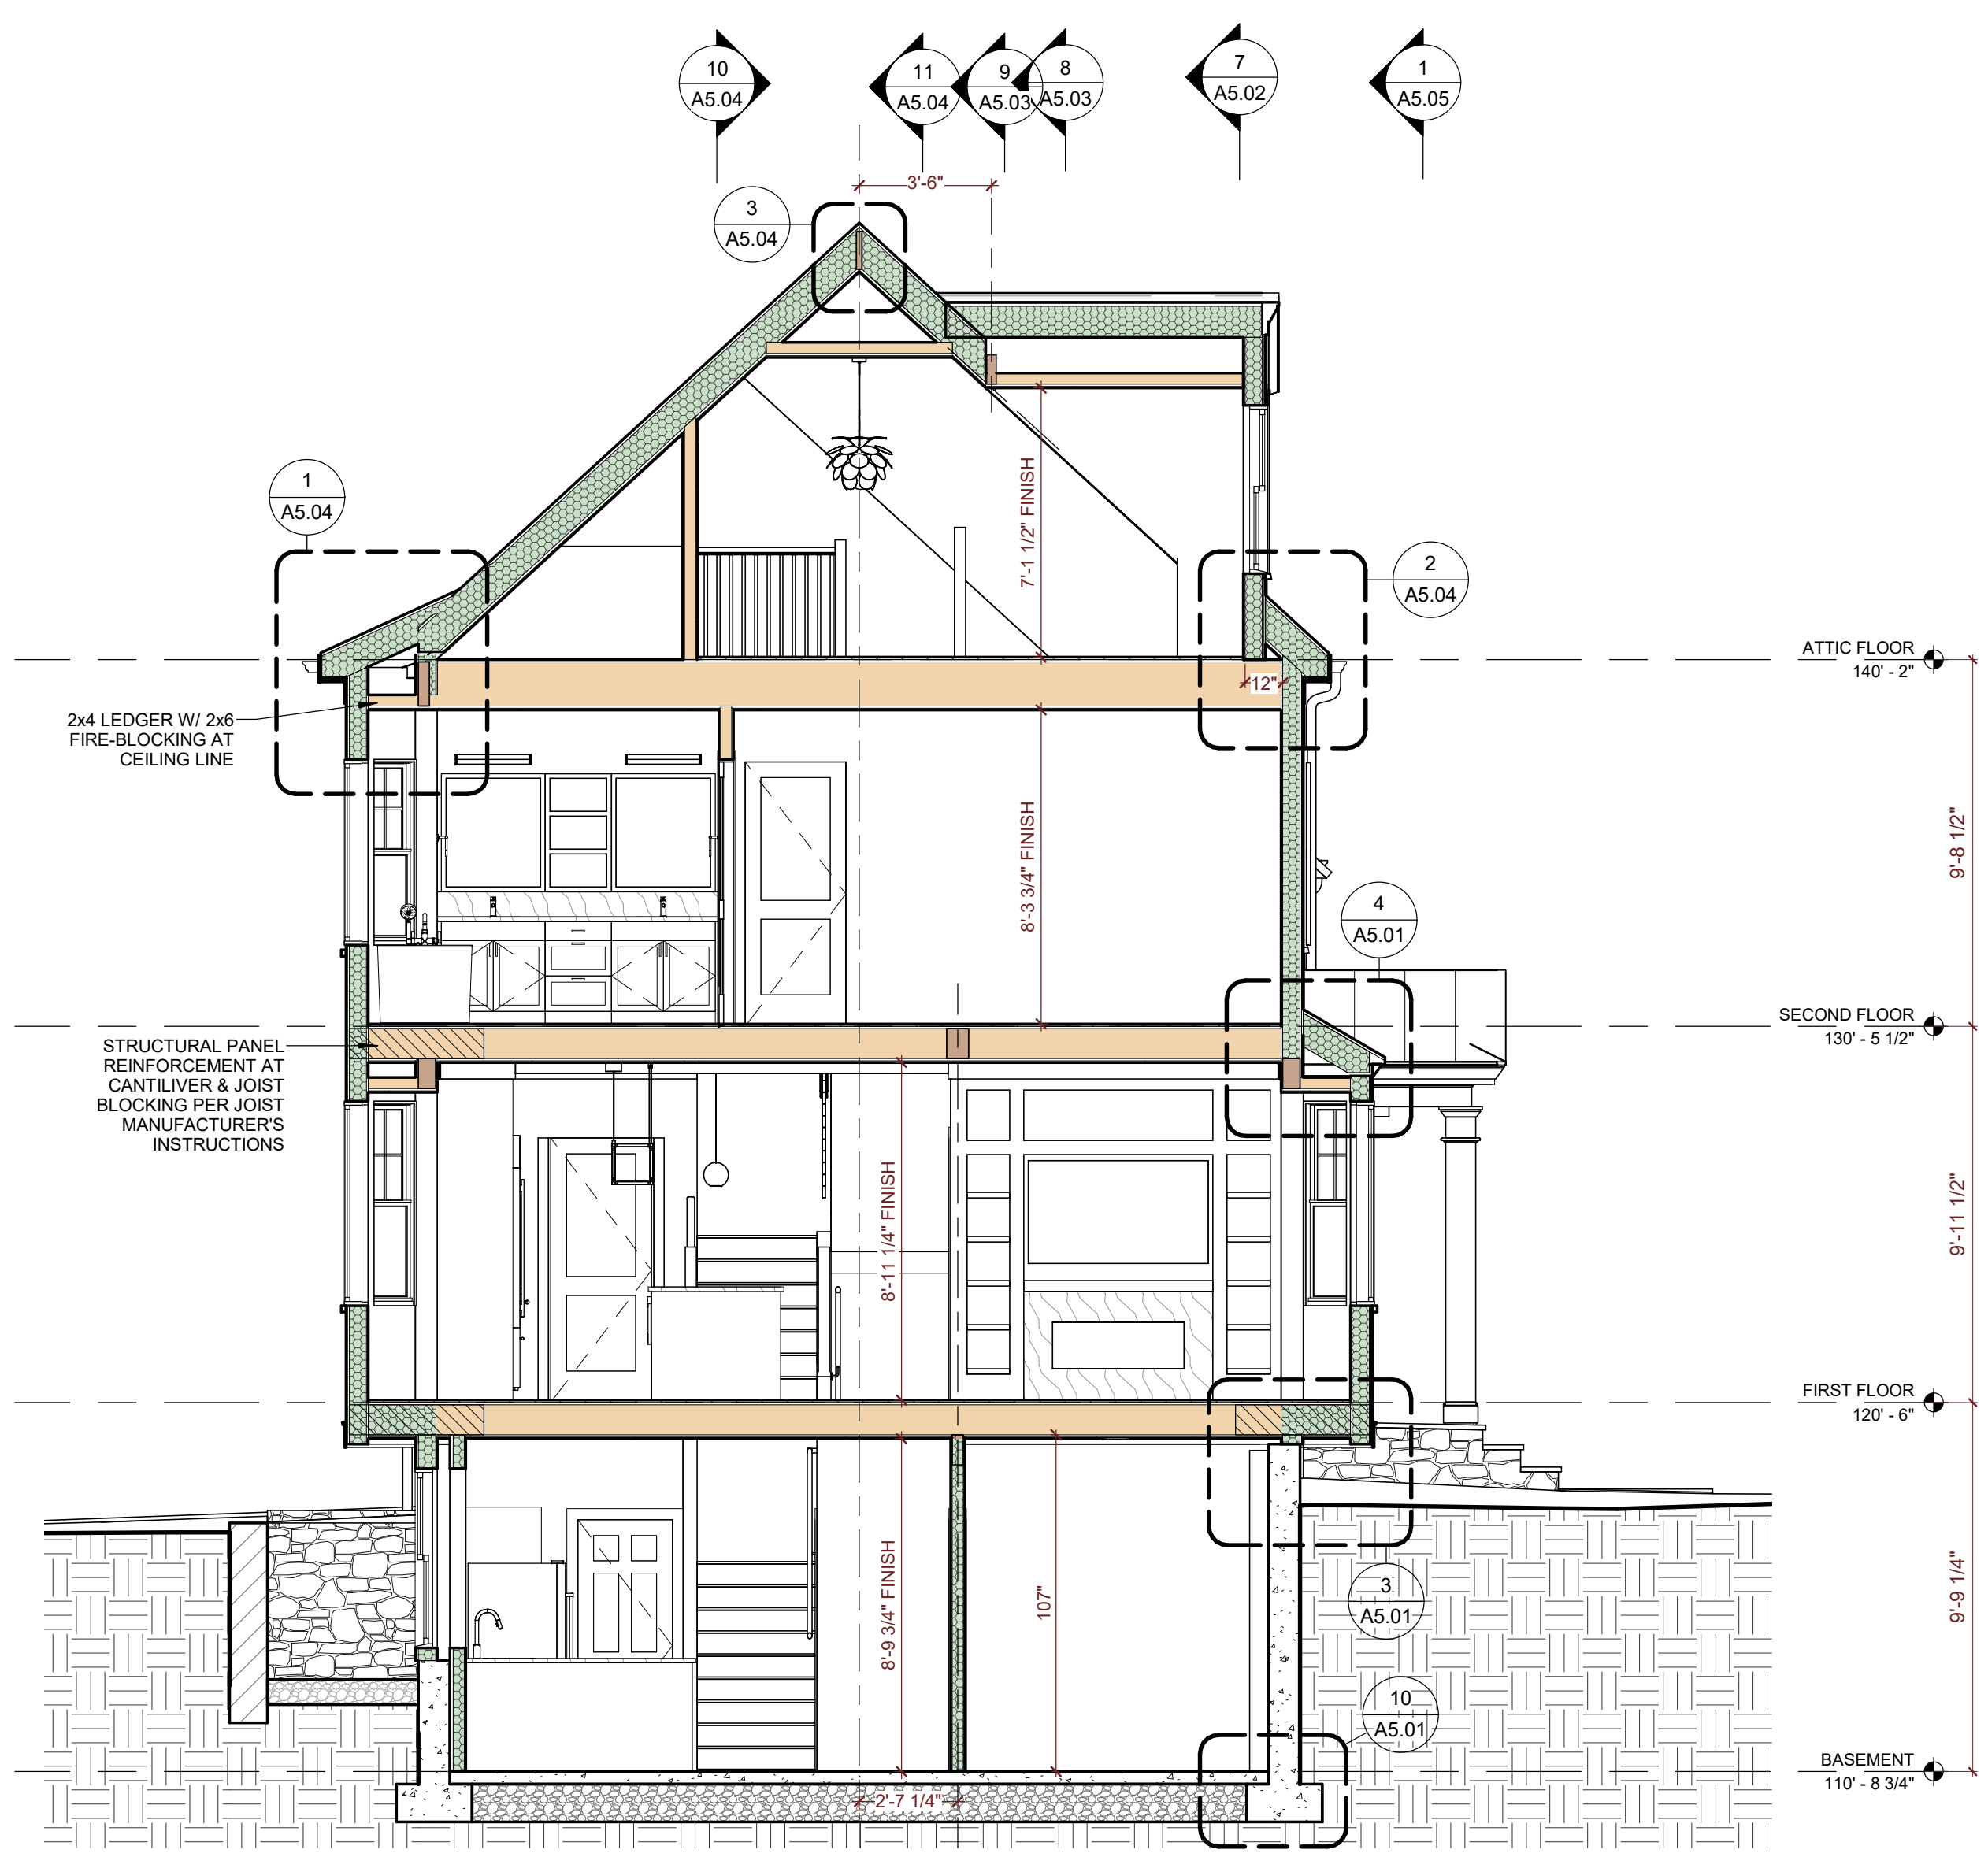 10
A5.04
11
A5.04
9
A5.03
8
A5.03
7
A5.02
1
A5.05
3'-6"
3
A5.04
1
A5.04
7'-1 1/2" FINISH
2
A5.04
ATTIC FLOOR
140' - 2"
12"
2x4 LEDGER W/ 2x6
FIRE-BLOCKING AT
CEILING LINE
8'-3 3/4" FINISH
9'-8 1/2"
4
A5.01
SECOND FLOOR
130' - 5 1/2"
STRUCTURAL PANEL
REINFORCEMENT AT
CANTILIVER & JOIST
BLOCKING PER JOIST
MANUFACTURER'S
INSTRUCTIONS
8'-11 1/4" FINISH
9'-11 1/2"
FIRST FLOOR
120' - 6"
8'-9 3/4" FINISH
107"
3
A5.01
9'-9 1/4"
10
A5.01
BASEMENT
110' - 8 3/4"
2'-7 1/4"